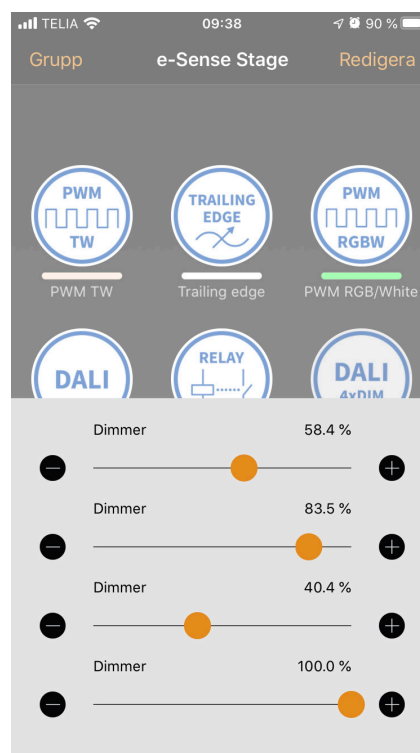 TELIA 09:38 90 %
Grupp e-Sense Stage Redigera
PWM TW
TRAILING EDGE
PWM RGBW
PWM TW Trailing edge PWM RGB/White
DALI
RELAY
DALI 4xDIM
Dimmer 58.4 %
Dimmer 83.5 %
Dimmer 40.4 %
Dimmer 100.0 %